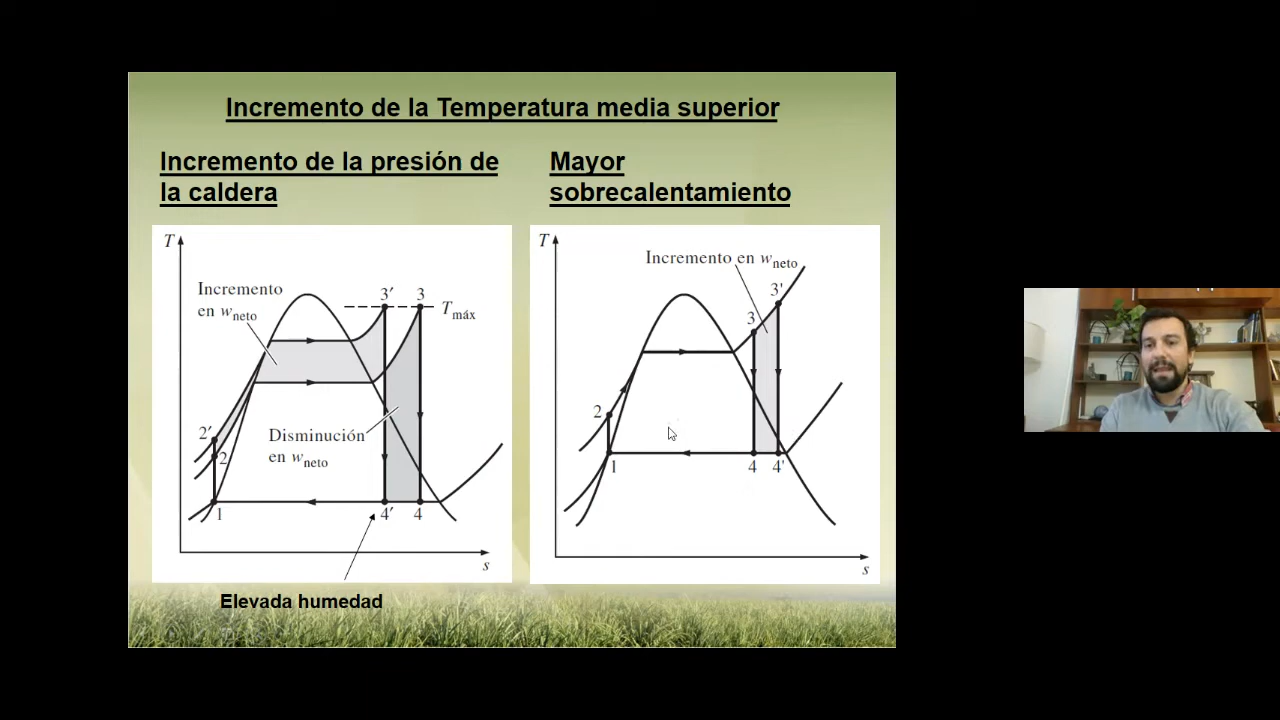 Incremento de la Temperatura media superior
Incremento de la presión de
la caldera
Mayor
sobrecalentamiento
T
Incremento
en wneto
3′
3
Tmáx
2′
2
Disminución
en wneto
1
4′
4
s
Elevada humedad
T
Incremento en wneto
3'
3
2
1
4
4'
s